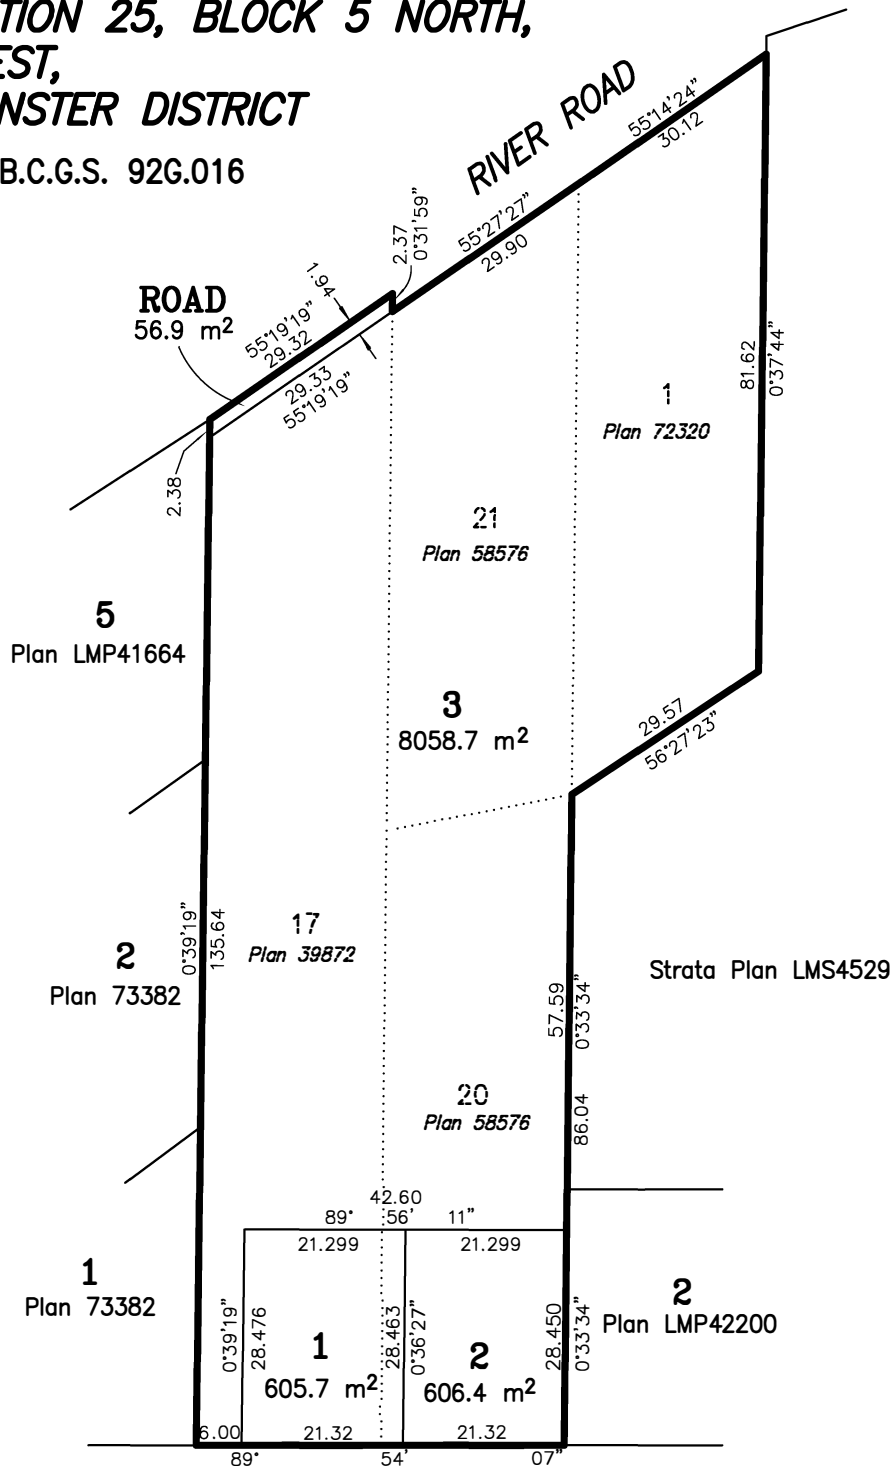 TION 25, BLOCK 5 NORTH,
EST,
NSTER DISTRICT
B.C.G.S. 92G.016
RIVER ROAD
55°14'24"
30.12
55°27'27"
29.90
2.37
0°31'59"
1.94
ROAD
56.9 m²
55°19'19"
29.32
29.33
55°19'19"
2.38
81.62
0°37'44"
1
Plan 72320
21
Plan 58576
5
Plan LMP41664
3
8058.7 m²
29.57
56°27'23"
17
Plan 39872
0°39'19"
135.64
2
Plan 73382
Strata Plan LMS4529
57.59
0°33'34"
86.04
20
Plan 58576
42.60
89° 56' 11"
21.299
21.299
1
Plan 73382
0°39'19"
28.476
1
605.7 m²
28.463
0°36'27"
2
606.4 m²
28.450
0°33'34"
2
Plan LMP42200
6.00
21.32
21.32
89° 54' 07"